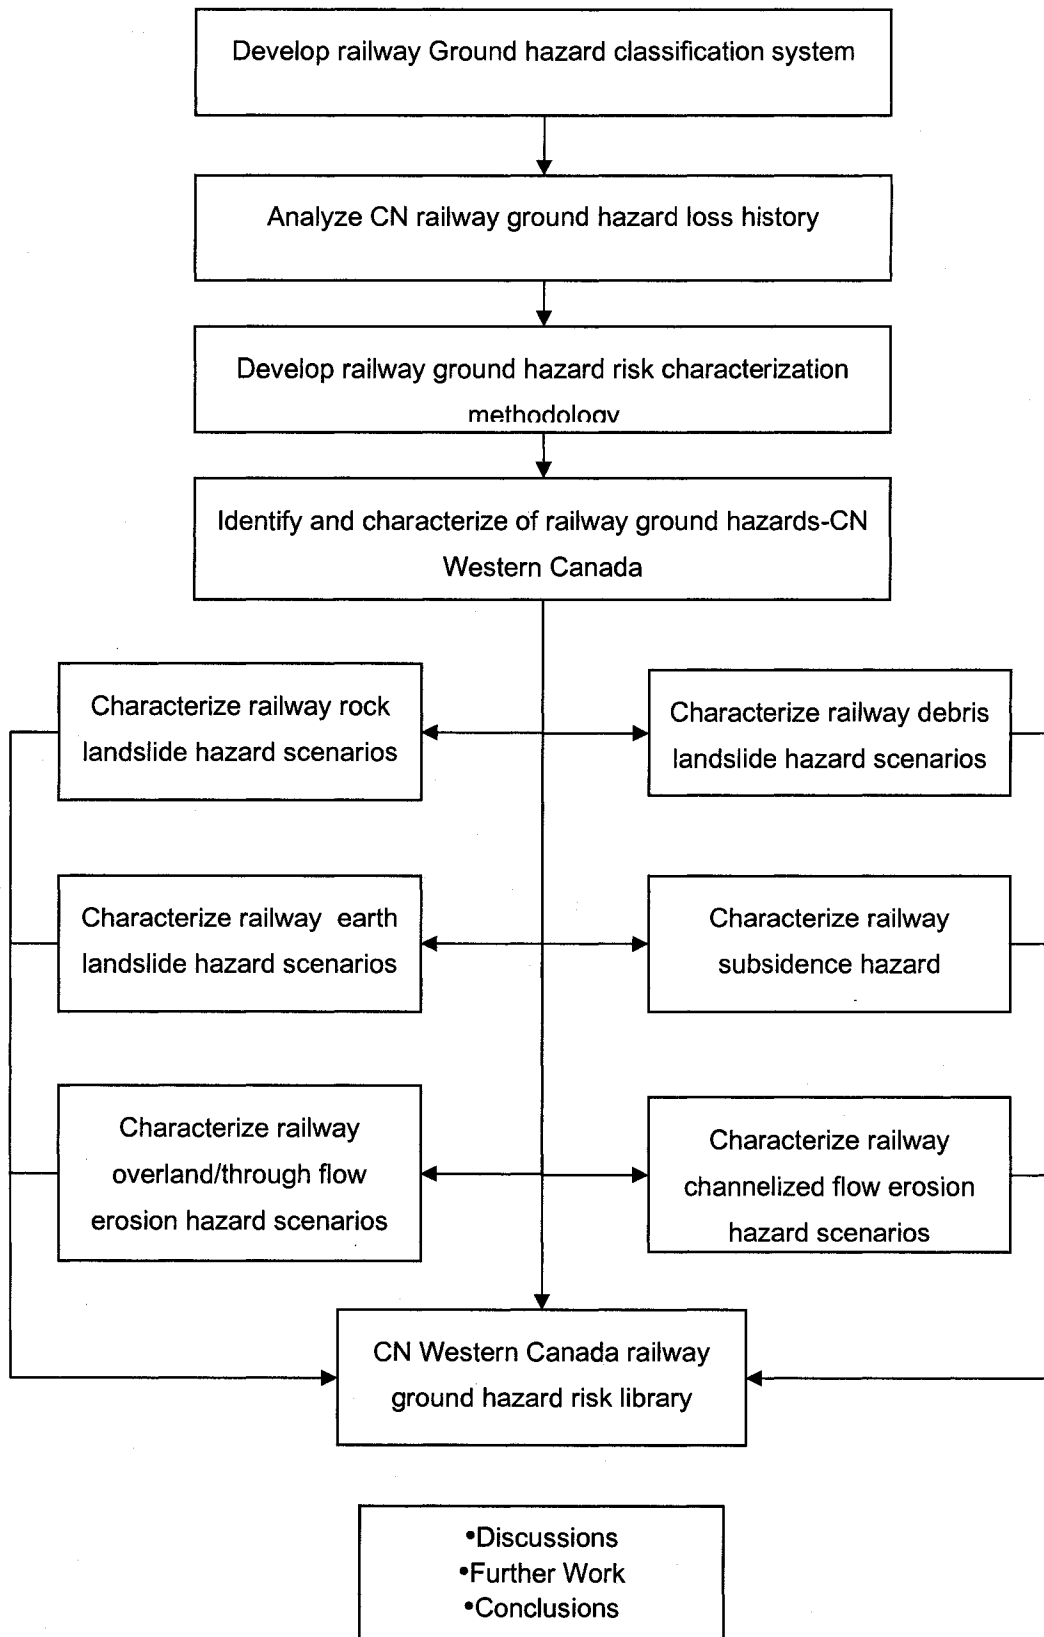 Develop railway Ground hazard classification system
Analyze CN railway ground hazard loss history
Develop railway ground hazard risk characterization
methodology
Identify and characterize of railway ground hazards-CN
Western Canada
Characterize railway rock
landslide hazard scenarios
Characterize railway debris
landslide hazard scenarios
Characterize railway earth
landslide hazard scenarios
Characterize railway
subsidence hazard
Characterize railway
overland/through flow
erosion hazard scenarios
Characterize railway
channelized flow erosion
hazard scenarios
CN Western Canada railway
ground hazard risk library
•Discussions
•Further Work
•Conclusions